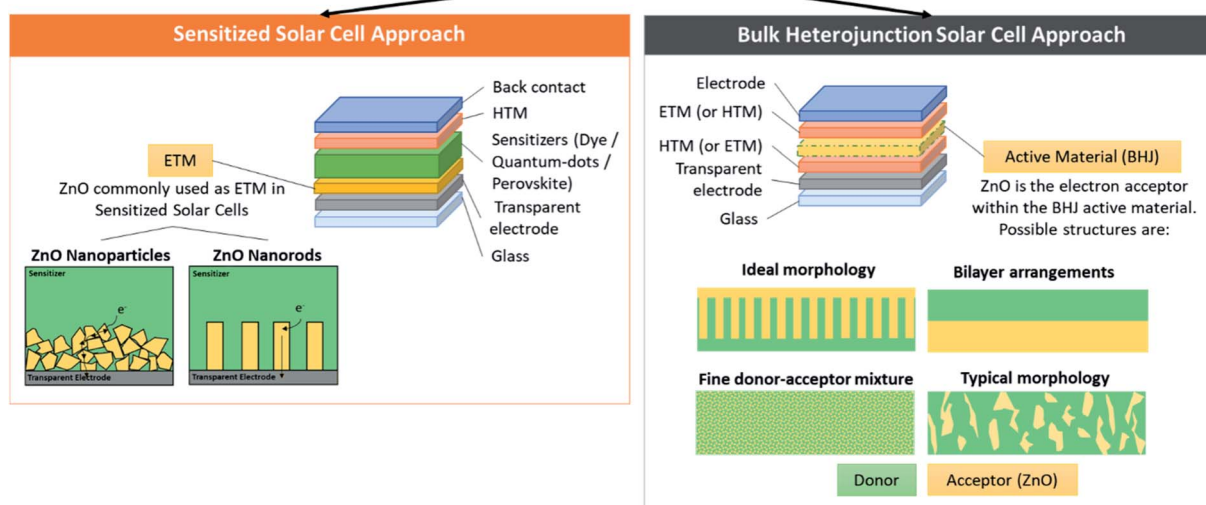 Sensitized Solar Cell Approach
Back contact
HTM
Sensitizers (Dye /
Quantum-dots /
Perovskite)
Transparent
electrode
Glass
ETM
ZnO commonly used as ETM in
Sensitized Solar Cells
ZnO Nanoparticles
Sensitizer
e-
Transparent Electrode
ZnO Nanorods
Sensitizer
e-
Transparent Electrode
Bulk Heterojunction Solar Cell Approach
Electrode
ETM (or HTM)
HTM (or ETM)
Transparent
electrode
Glass
Active Material (BHJ)
ZnO is the electron acceptor
within the BHJ active material.
Possible structures are:
Ideal morphology
Bilayer arrangements
Fine donor-acceptor mixture
Typical morphology
Donor
Acceptor (ZnO)